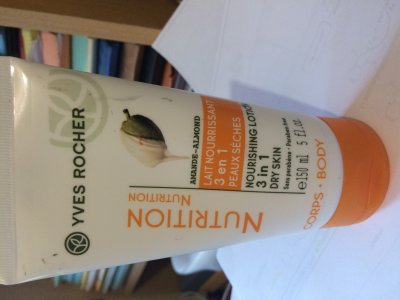 YVES ROCHER
NUTRITION
NUTRITION
AMANDE-ALMOND
LAIT NOURRISSANT
3 en 1
PEAUX SÈCHES
NOURISHING LOTION
3 in 1
DRY SKIN
Sans parabène - Paraben free
e150 ml 5 fl.oz.
CORPS • BODY